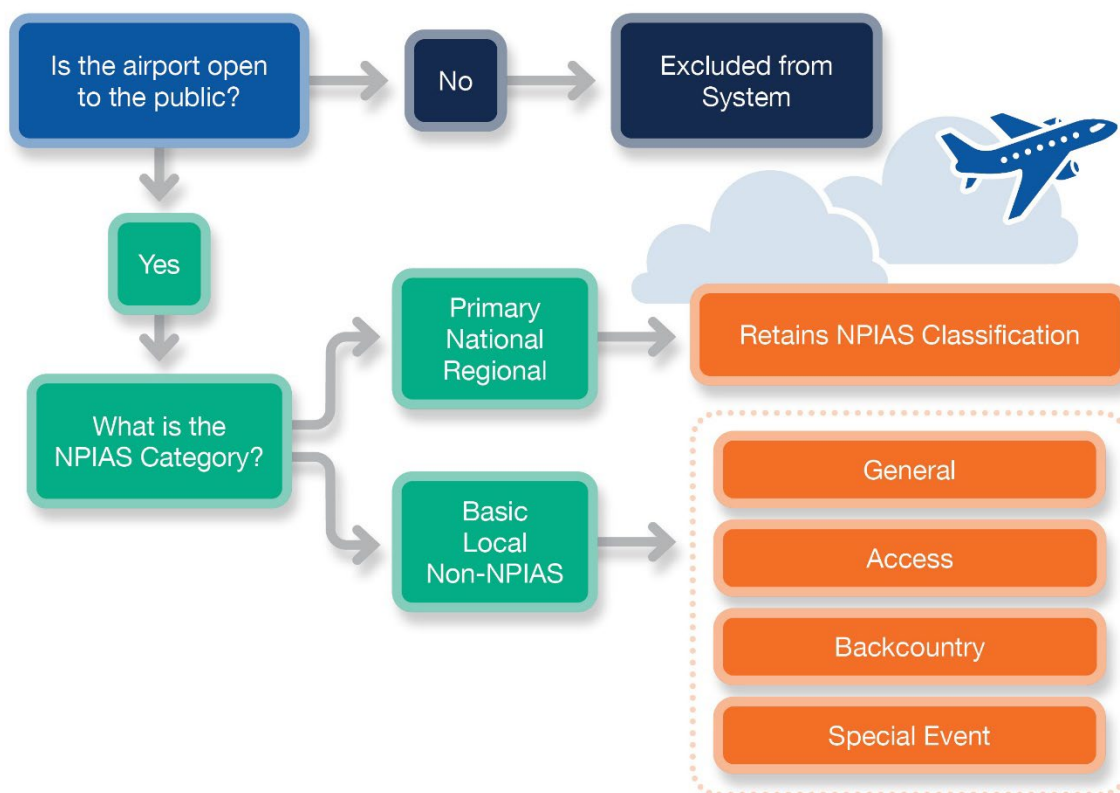 Is the airport open
to the public?
No
Excluded from
System
Yes
What is the
NPIAS Category?
Primary
National
Regional
Retains NPIAS Classification
Basic
Local
Non-NPIAS
General
Access
Backcountry
Special Event